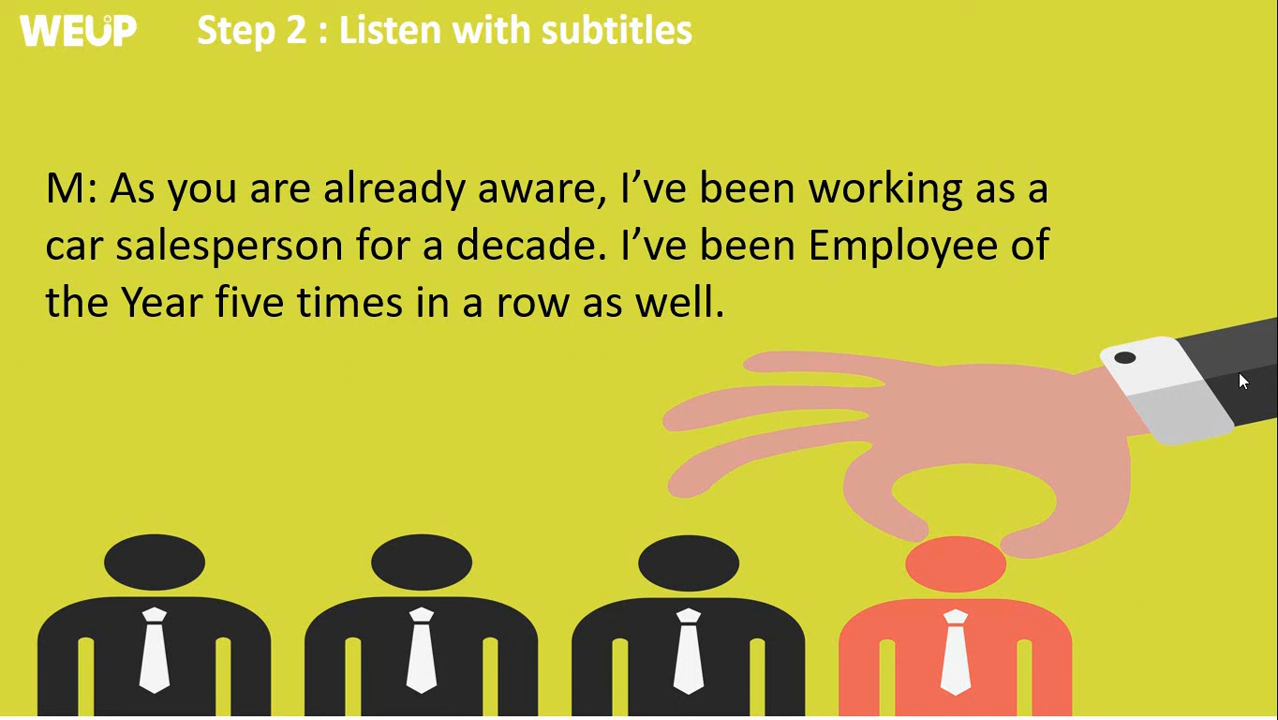 WEUP
Step 2 : Listen with subtitles
M: As you are already aware, I’ve been working as a
car salesperson for a decade. I’ve been Employee of
the Year five times in a row as well.